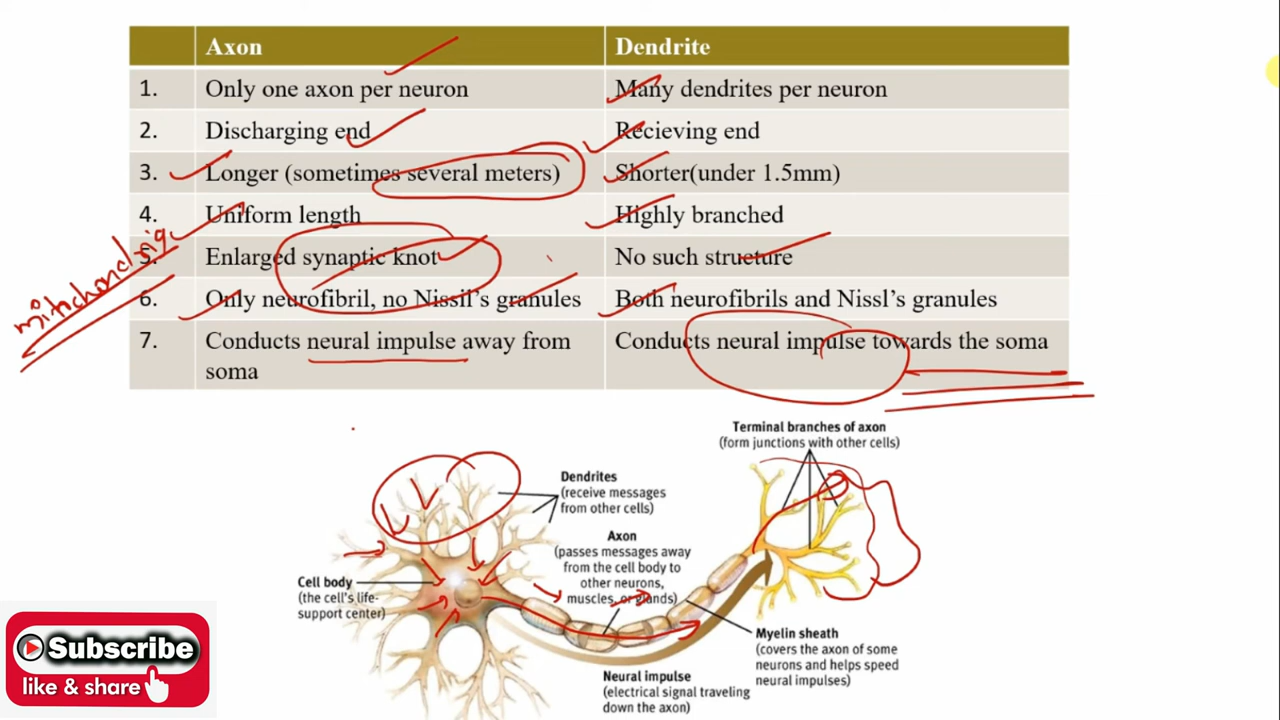 Axon Dendrite
1. Only one axon per neuron Many dendrites per neuron
2. Discharging end Recieving end
3. Longer (sometimes several meters) Shorter(under 1.5mm)
4. Uniform length Highly branched
5. Enlarged synaptic knot No such structure
6. Only neurofibril, no Nissil's granules Both neurofibrils and Nissl's granules
7. Conducts neural impulse away from Conducts neural impulse towards the soma
soma
mitichondria
Terminal branches of axon
(form junctions with other cells)
Dendrites
(receive messages
from other cells)
Axon
(passes messages away
from the cell body to
other neurons,
muscles, or glands)
Cell body
(the cell's life-
support center)
Myelin sheath
(covers the axon of some
neurons and helps speed
neural impulses)
Neural impulse
(electrical signal traveling
down the axon)
Subscribe
like & share